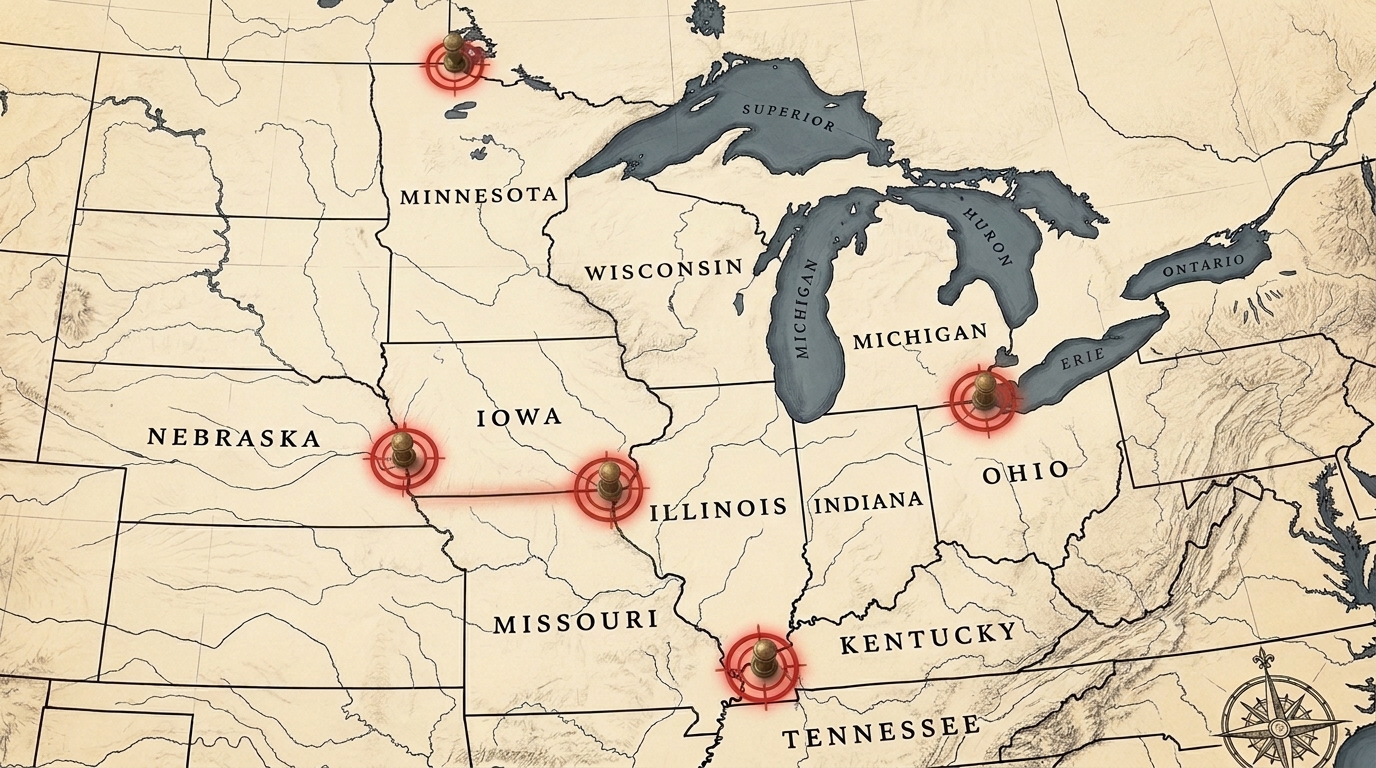 SUPERIOR
MINNESOTA
HURON
WISCONSIN
ONTARIO
MICHIGAN
MICHIGAN
ERIE
IOWA
NEBRASKA
OHIO
ILLINOIS
INDIANA
MISSOURI
KENTUCKY
TENNESSEE